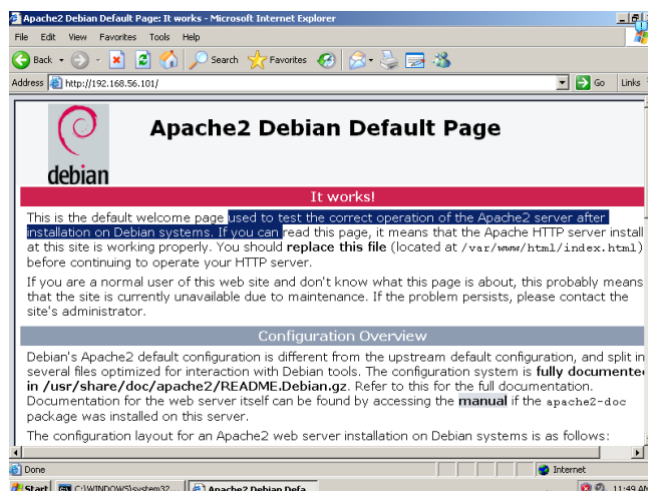 Apache2 Debian Default Page: It works - Microsoft Internet Explorer
File Edit View Favorites Tools Help
Back Search Favorites
Address http://192.168.56.101/ Go Links
debian
Apache2 Debian Default Page
It works!
This is the default welcome page used to test the correct operation of the Apache2 server after
installation on Debian systems. If you can read this page, it means that the Apache HTTP server install
at this site is working properly. You should replace this file (located at /var/www/html/index.html)
before continuing to operate your HTTP server.
If you are a normal user of this web site and don't know what this page is about, this probably means
that the site is currently unavailable due to maintenance. If the problem persists, please contact the
site's administrator.
Configuration Overview
Debian's Apache2 default configuration is different from the upstream default configuration, and split in
several files optimized for interaction with Debian tools. The configuration system is fully documente
in /usr/share/doc/apache2/README.Debian.gz. Refer to this for the full documentation.
Documentation for the web server itself can be found by accessing the manual if the apache2-doc
package was installed on this server.
The configuration layout for an Apache2 web server installation on Debian systems is as follows:
Done Internet
Start C:\WINDOWS\system32... Apache2 Debian Defa... 11:49 AM